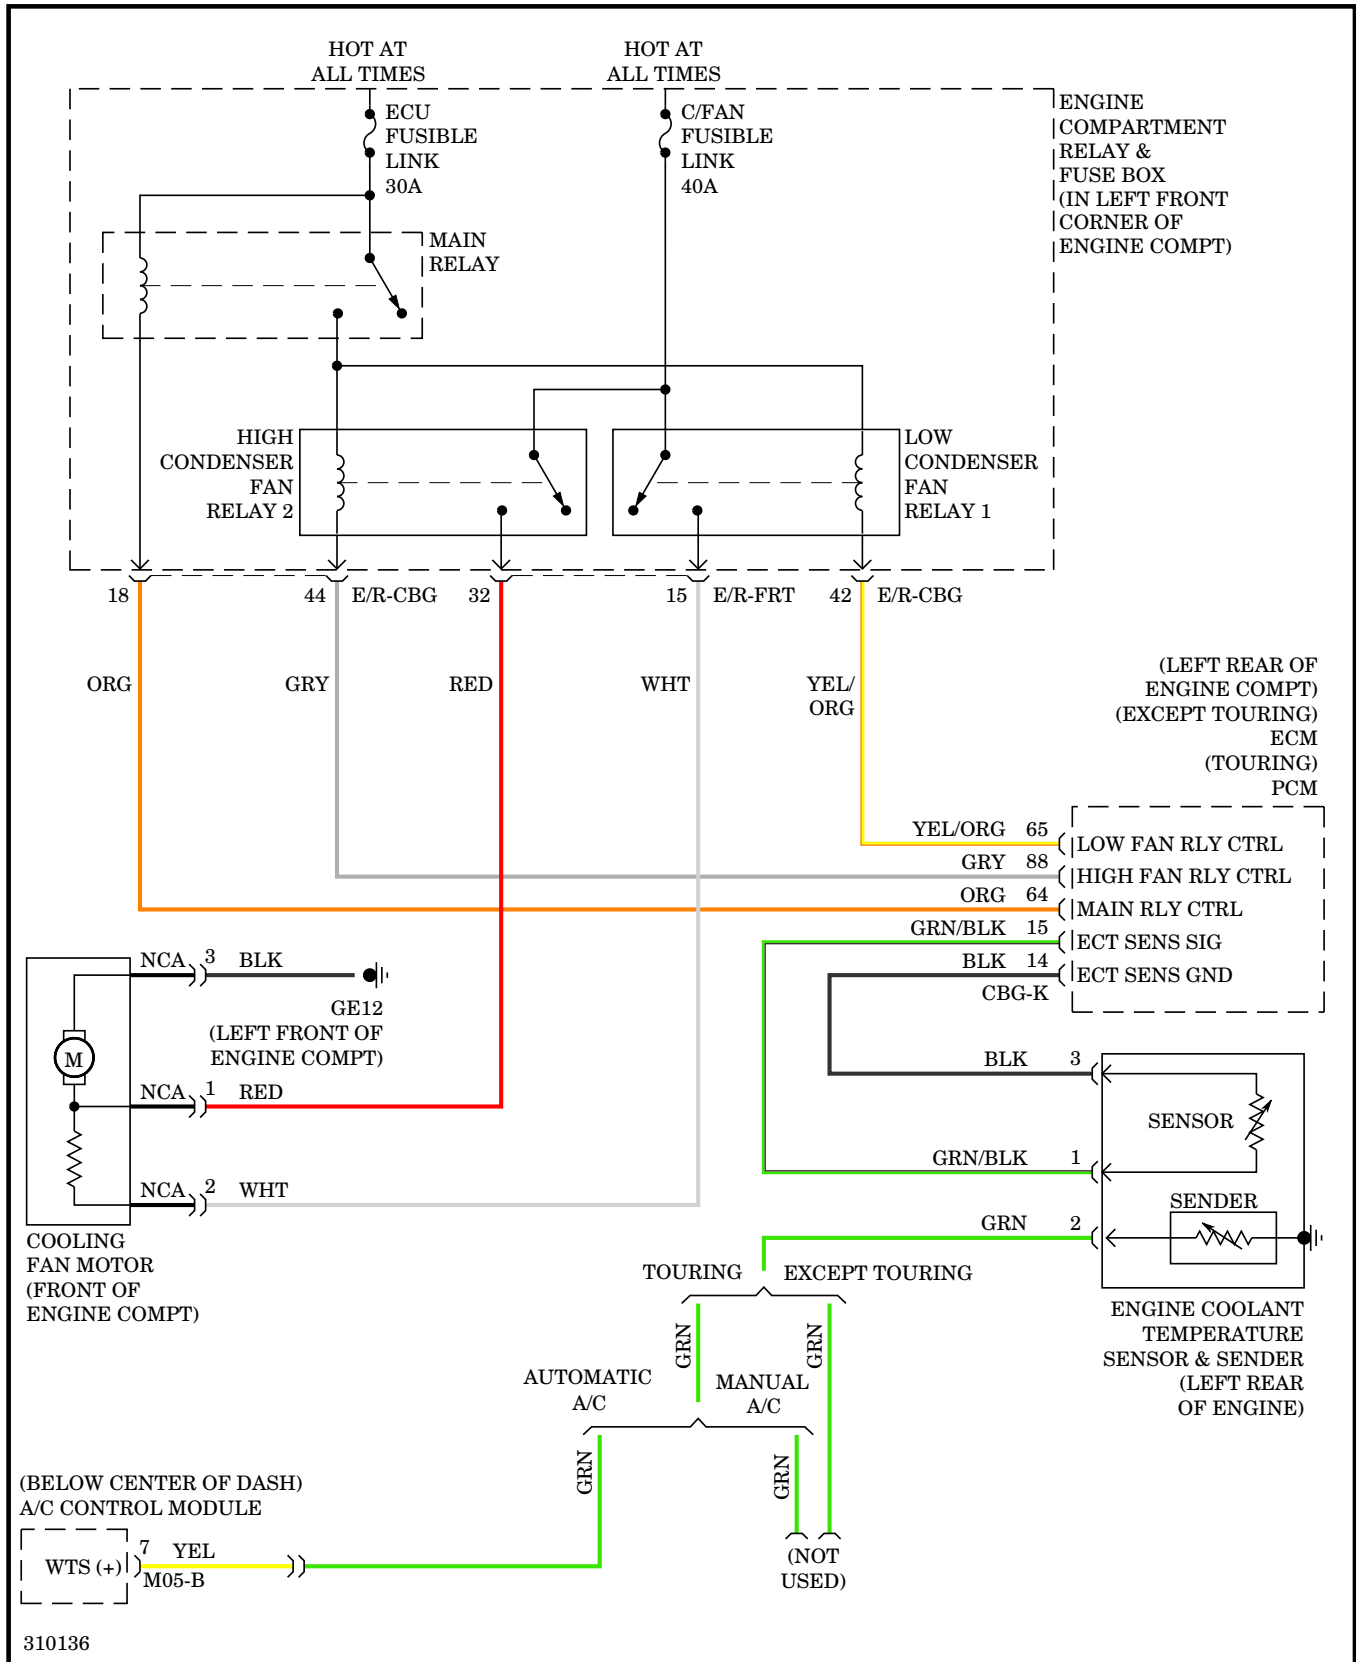 HOT AT
ALL TIMES
HOT AT
ALL TIMES
ECU
FUSIBLE
LINK
30A
C/FAN
FUSIBLE
LINK
40A
ENGINE
COMPARTMENT
RELAY &
FUSE BOX
(IN LEFT FRONT
CORNER OF
ENGINE COMPT)
MAIN
RELAY
HIGH
CONDENSER
FAN
RELAY 2
LOW
CONDENSER
FAN
RELAY 1
18
44
E/R-CBG
32
15
E/R-FRT
42
E/R-CBG
ORG
GRY
RED
WHT
YEL/
ORG
(LEFT REAR OF
ENGINE COMPT)
(EXCEPT TOURING)
ECM
(TOURING)
PCM
YEL/ORG 65 LOW FAN RLY CTRL
GRY 88 HIGH FAN RLY CTRL
ORG 64 MAIN RLY CTRL
GRN/BLK 15 ECT SENS SIG
BLK 14 ECT SENS GND
CBG-K
NCA 3 BLK
GE12
(LEFT FRONT OF
ENGINE COMPT)
M
NCA 1 RED
NCA 2 WHT
COOLING
FAN MOTOR
(FRONT OF
ENGINE COMPT)
BLK 3
SENSOR
GRN/BLK 1
SENDER
GRN 2
ENGINE COOLANT
TEMPERATURE
SENSOR & SENDER
(LEFT REAR
OF ENGINE)
TOURING
EXCEPT TOURING
GRN
GRN
AUTOMATIC
A/C
MANUAL
A/C
GRN
GRN
(NOT
USED)
(BELOW CENTER OF DASH)
A/C CONTROL MODULE
WTS (+)
7 YEL
M05-B
310136